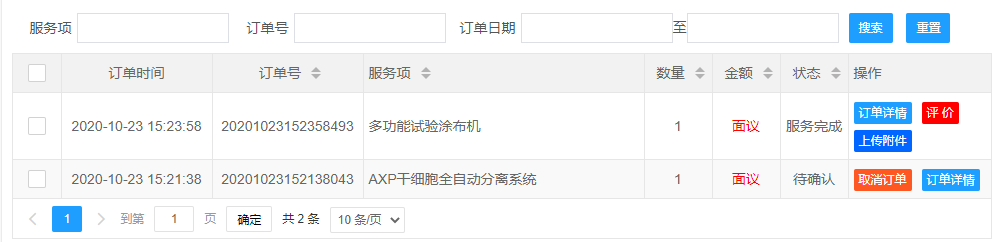 服务项 订单号 订单日期 至 搜索 重置
订单时间 订单号 服务项 数量 金额 状态 操作
2020-10-23 15:23:58 20201023152358493 多功能试验涂布机 1 面议 服务完成 订单详情 评 价
上传附件
2020-10-23 15:21:38 20201023152138043 AXP干细胞全自动分离系统 1 面议 待确认 取消订单 订单详情
1 到第 1 页 确定 共 2 条 10 条/页